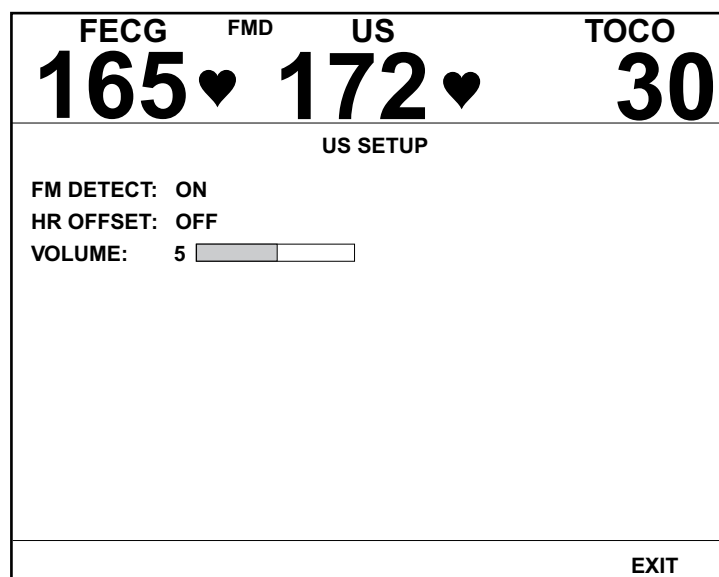 FECG FMD US TOCO
165♥ 172♥ 30
US SETUP
FM DETECT: ON
HR OFFSET: OFF
VOLUME: 5
EXIT